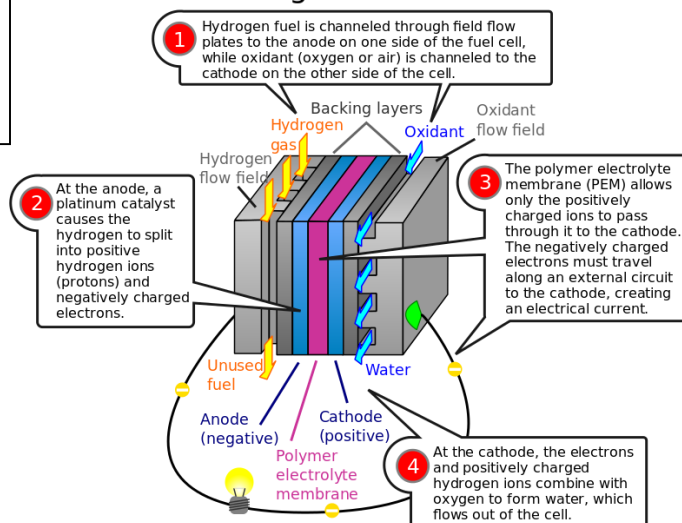 1
Hydrogen fuel is channeled through field flow
plates to the anode on one side of the fuel cell,
while oxidant (oxygen or air) is channeled to the
cathode on the other side of the cell.
Backing layers
Oxidant
flow field
Hydrogen
gas
Oxidant
Hydrogen
flow field
2
At the anode, a
platinum catalyst
causes the
hydrogen to split
into positive
hydrogen ions
(protons) and
negatively charged
electrons.
3
The polymer electrolyte
membrane (PEM) allows
only the positively
charged ions to pass
through it to the cathode.
The negatively charged
electrons must travel
along an external circuit
to the cathode, creating
an electrical current.
Unused
fuel
Water
Anode
(negative)
Cathode
(positive)
Polymer
electrolyte
membrane
4
At the cathode, the electrons
and positively charged
hydrogen ions combine with
oxygen to form water, which
flows out of the cell.